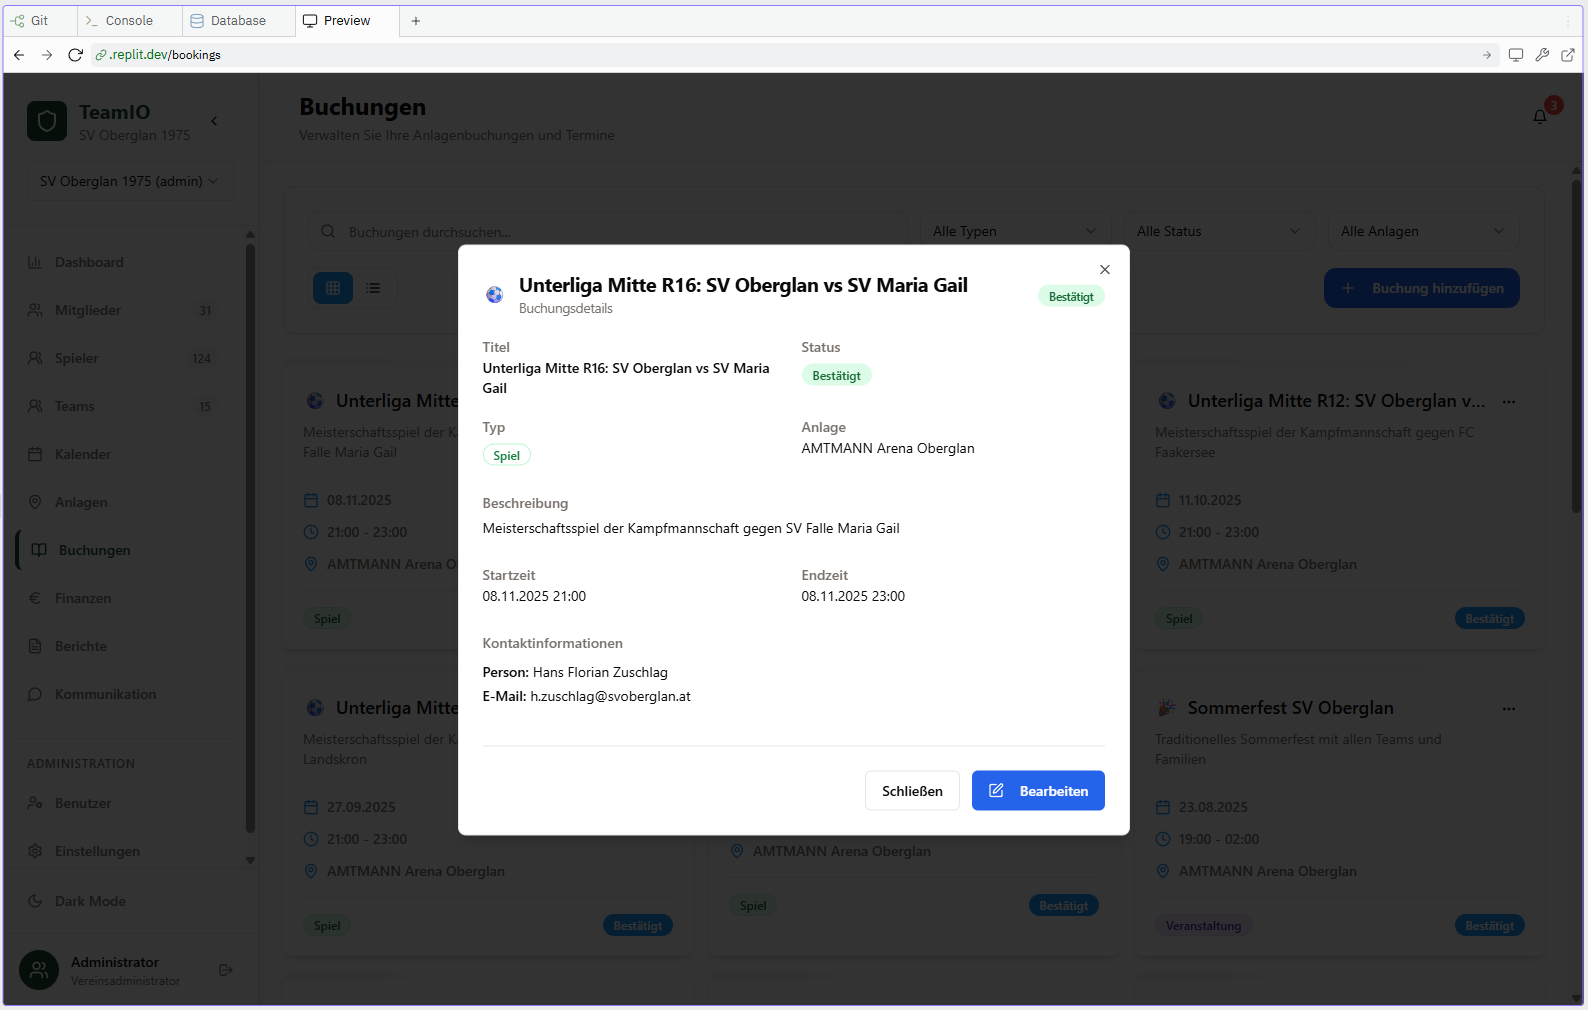 Git
Console
Database
Preview
.replit.dev/bookings
TeamIO
SV Oberglan 1975
SV Oberglan 1975 (admin)
Dashboard
Mitglieder 31
Spieler 124
Teams 15
Kalender
Anlagen
Buchungen
Finanzen
Berichte
Kommunikation
ADMINISTRATION
Benutzer
Einstellungen
Dark Mode
Administrator
Vereinsadministrator
Buchungen
Verwalten Sie Ihre Anlagenbuchungen und Termine
3
Buchungen durchsuchen...
Alle Typen
Alle Status
Alle Anlagen
Buchung hinzufügen
Unterliga Mitte
Meisterschaftsspiel der K
Falle Maria Gail
08.11.2025
21:00 - 23:00
AMTMANN Arena O
Spiel
Unterliga Mitte R12: SV Oberglan v...
Meisterschaftsspiel der Kampfmannschaft gegen FC
Faakersee
11.10.2025
21:00 - 23:00
AMTMANN Arena Oberglan
Spiel
Bestätigt
Unterliga Mitte
Meisterschaftsspiel der K
Landskron
27.09.2025
21:00 - 23:00
AMTMANN Arena Oberglan
Spiel
Bestätigt
AMTMANN Arena Oberglan
Spiel
Bestätigt
Sommerfest SV Oberglan
Traditionelles Sommerfest mit allen Teams und
Familien
23.08.2025
19:00 - 02:00
AMTMANN Arena Oberglan
Veranstaltung
Bestätigt
Unterliga Mitte R16: SV Oberglan vs SV Maria Gail
Buchungsdetails
Bestätigt
Titel
Unterliga Mitte R16: SV Oberglan vs SV Maria
Gail
Status
Bestätigt
Typ
Spiel
Anlage
AMTMANN Arena Oberglan
Beschreibung
Meisterschaftsspiel der Kampfmannschaft gegen SV Falle Maria Gail
Startzeit
08.11.2025 21:00
Endzeit
08.11.2025 23:00
Kontaktinformationen
Person: Hans Florian Zuschlag
E-Mail: h.zuschlag@svoberglan.at
Schließen
Bearbeiten